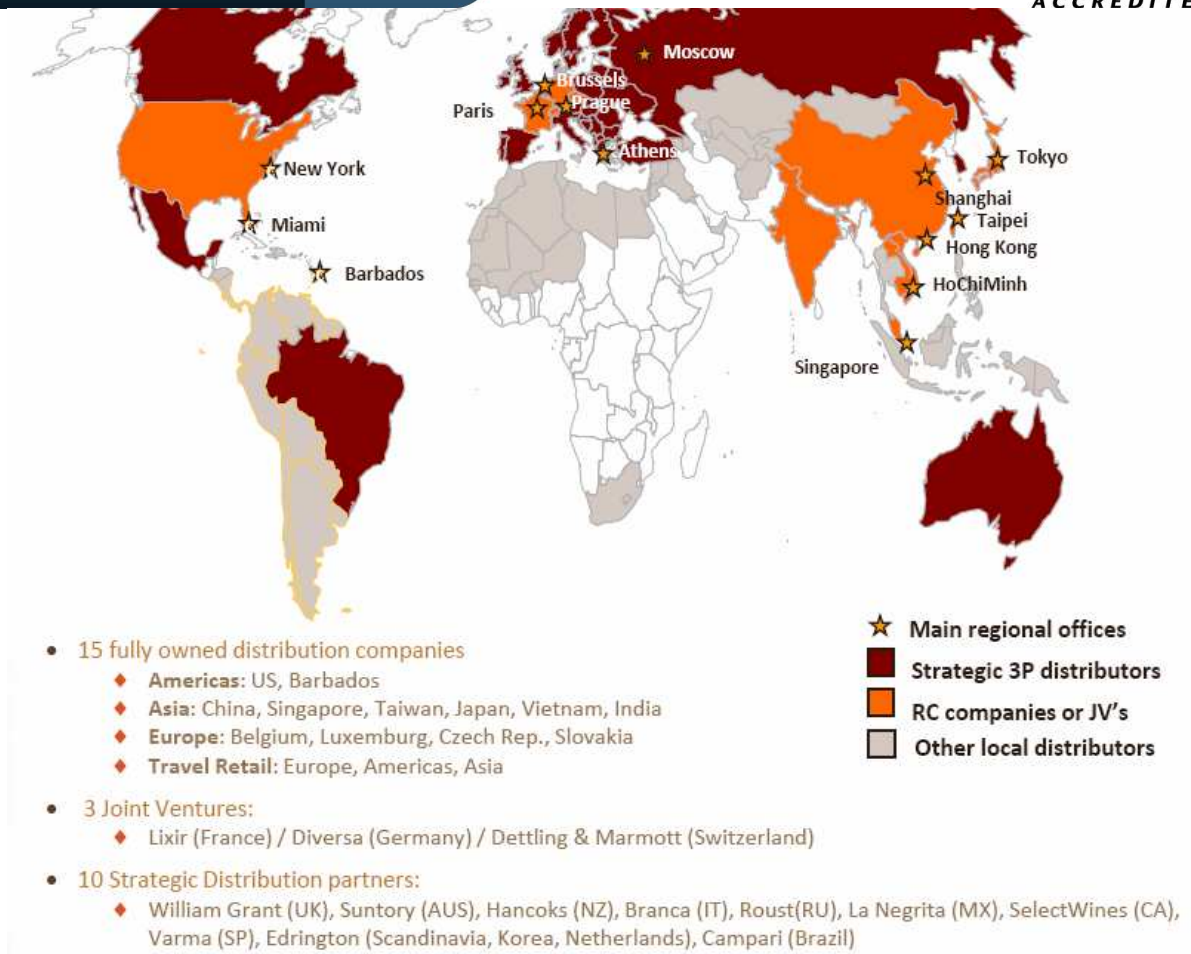 ACCREDITE
Moscow
Brussels
Prague
Paris
Athens
New York
Tokyo
Shanghai
Miami
Taipei
Hong Kong
Barbados
HoChiMinh
Singapore
Main regional offices
Strategic 3P distributors
RC companies or JV's
Other local distributors
• 15 fully owned distribution companies
♦ Americas: US, Barbados
♦ Asia: China, Singapore, Taiwan, Japan, Vietnam, India
♦ Europe: Belgium, Luxemburg, Czech Rep., Slovakia
♦ Travel Retail: Europe, Americas, Asia
• 3 Joint Ventures:
♦ Lixir (France) / Diversa (Germany) / Dettling & Marmott (Switzerland)
• 10 Strategic Distribution partners:
♦ William Grant (UK), Suntory (AUS), Hancoks (NZ), Branca (IT), Roust(RU), La Negrita (MX), SelectWines (CA),
Varma (SP), Edrington (Scandinavia, Korea, Netherlands), Campari (Brazil)